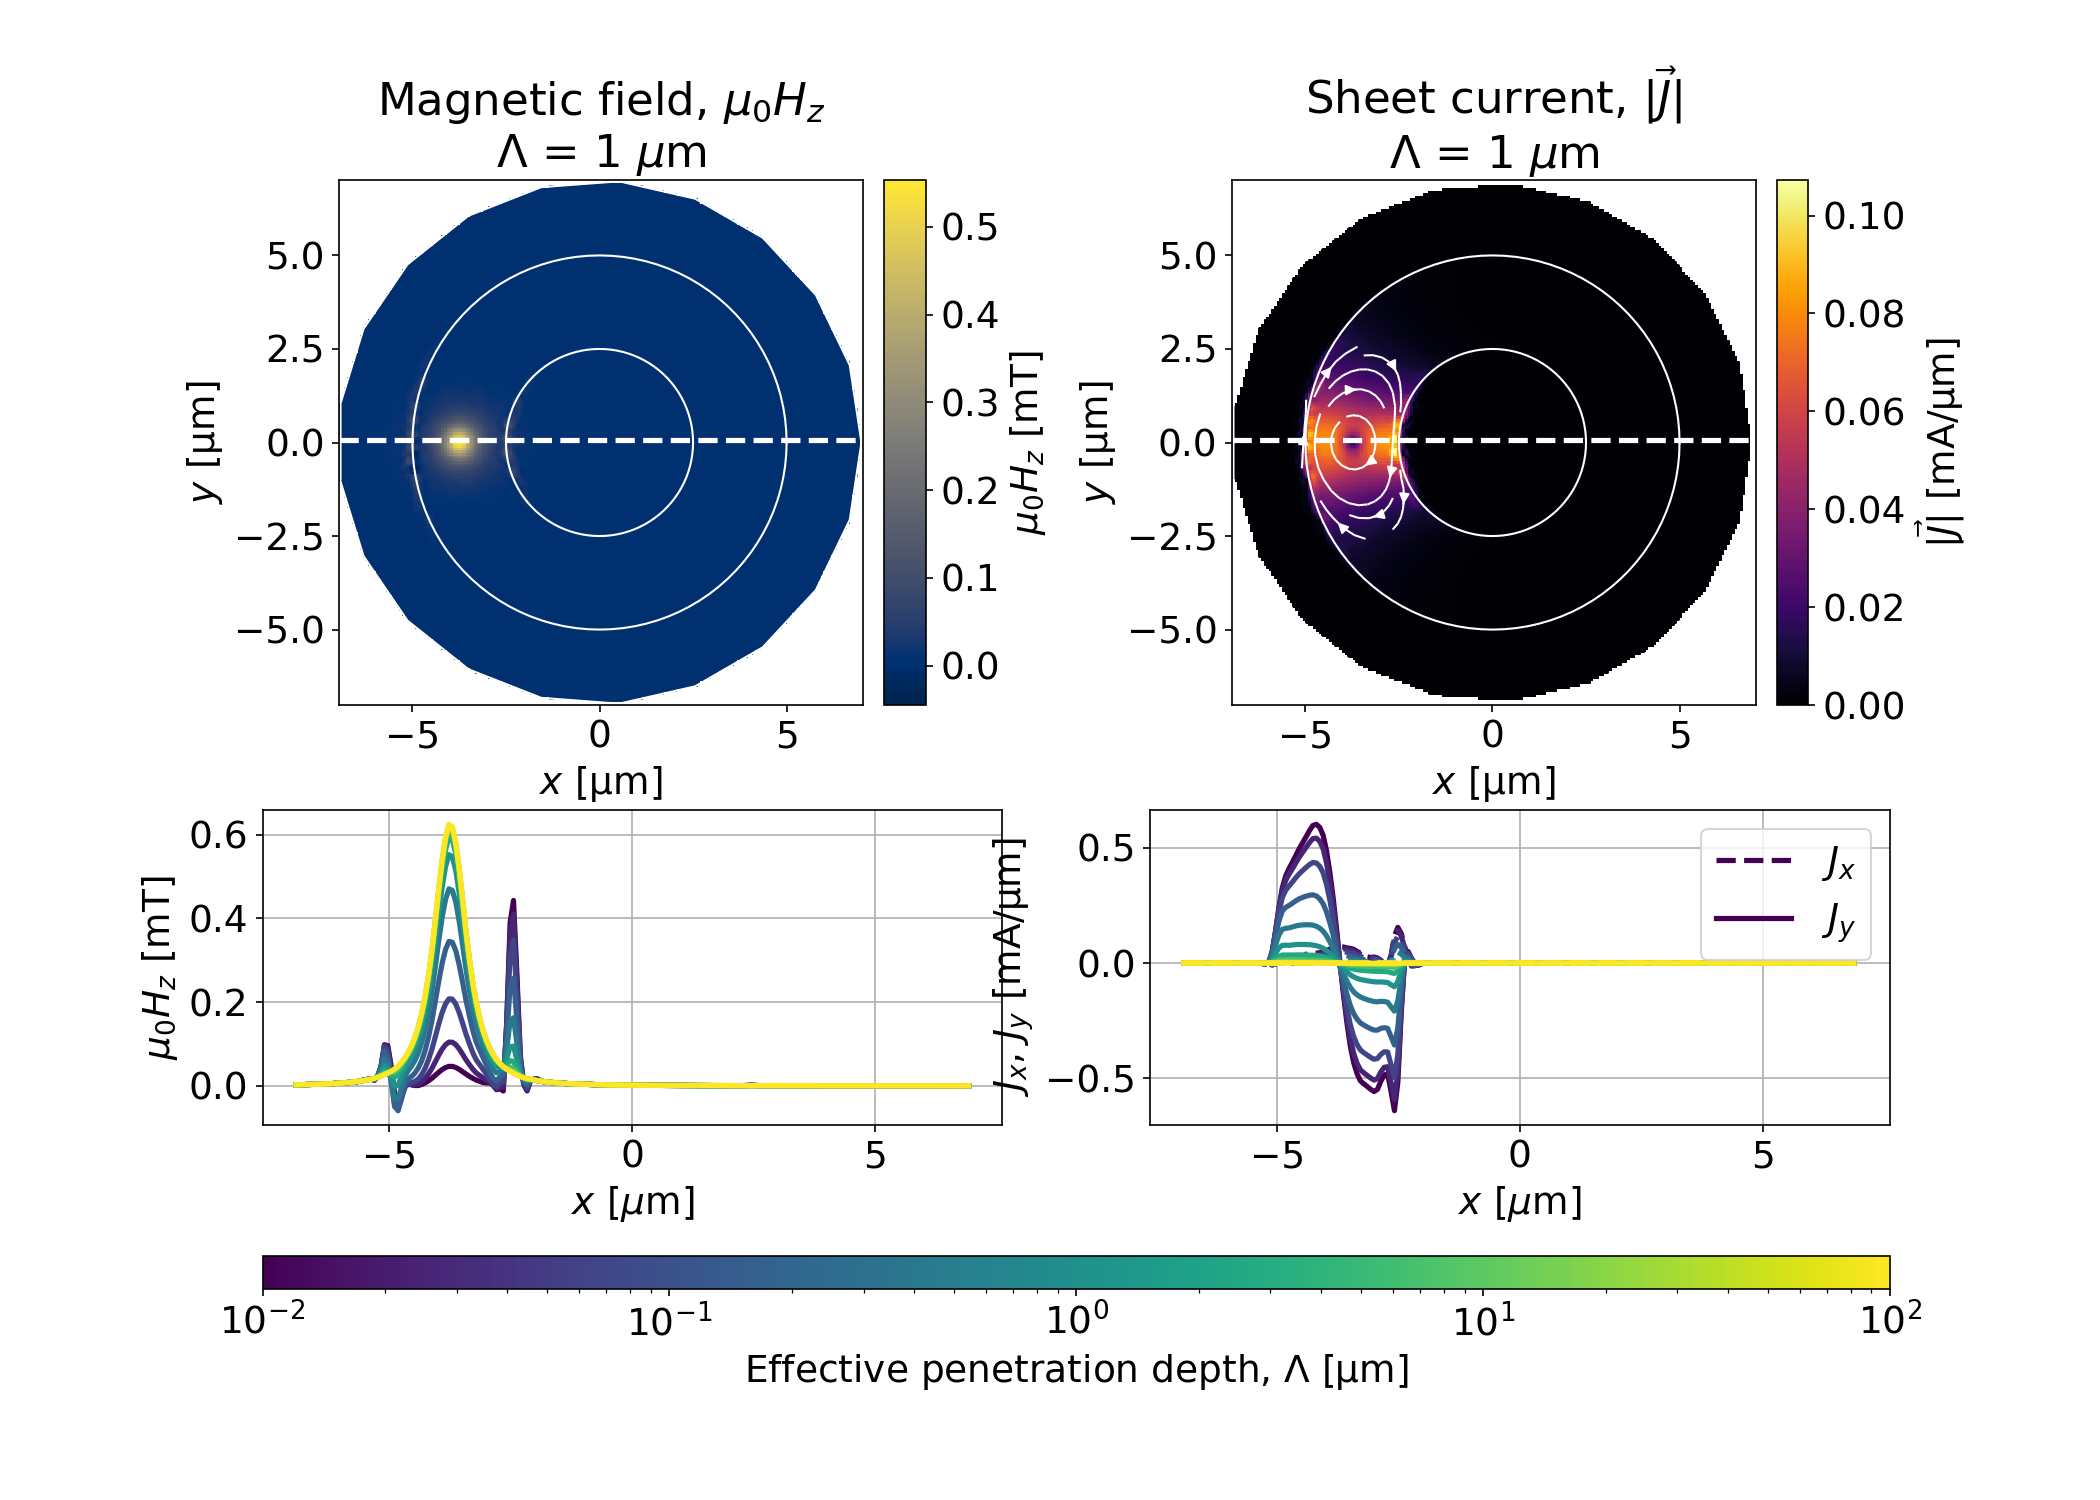 Magnetic field, μ₀H_z
Λ = 1 μm
5.0
2.5
0.0
−2.5
−5.0
y [µm]
−5
0
5
x [µm]
0.5
0.4
0.3
0.2
0.1
0.0
μ₀H_z [mT]
Sheet current, |J⃗|
Λ = 1 μm
5.0
2.5
0.0
−2.5
−5.0
y [µm]
−5
0
5
x [µm]
0.10
0.08
0.06
0.04
0.02
0.00
|J⃗| [mA/µm]
0.6
0.4
0.2
0.0
μ₀H_z [mT]
−5
0
5
x [μm]
0.5
0.0
−0.5
J_x, J_y [mA/µm]
J_x
J_y
−5
0
5
x [μm]
10⁻²
10⁻¹
10⁰
10¹
10²
Effective penetration depth, Λ [µm]